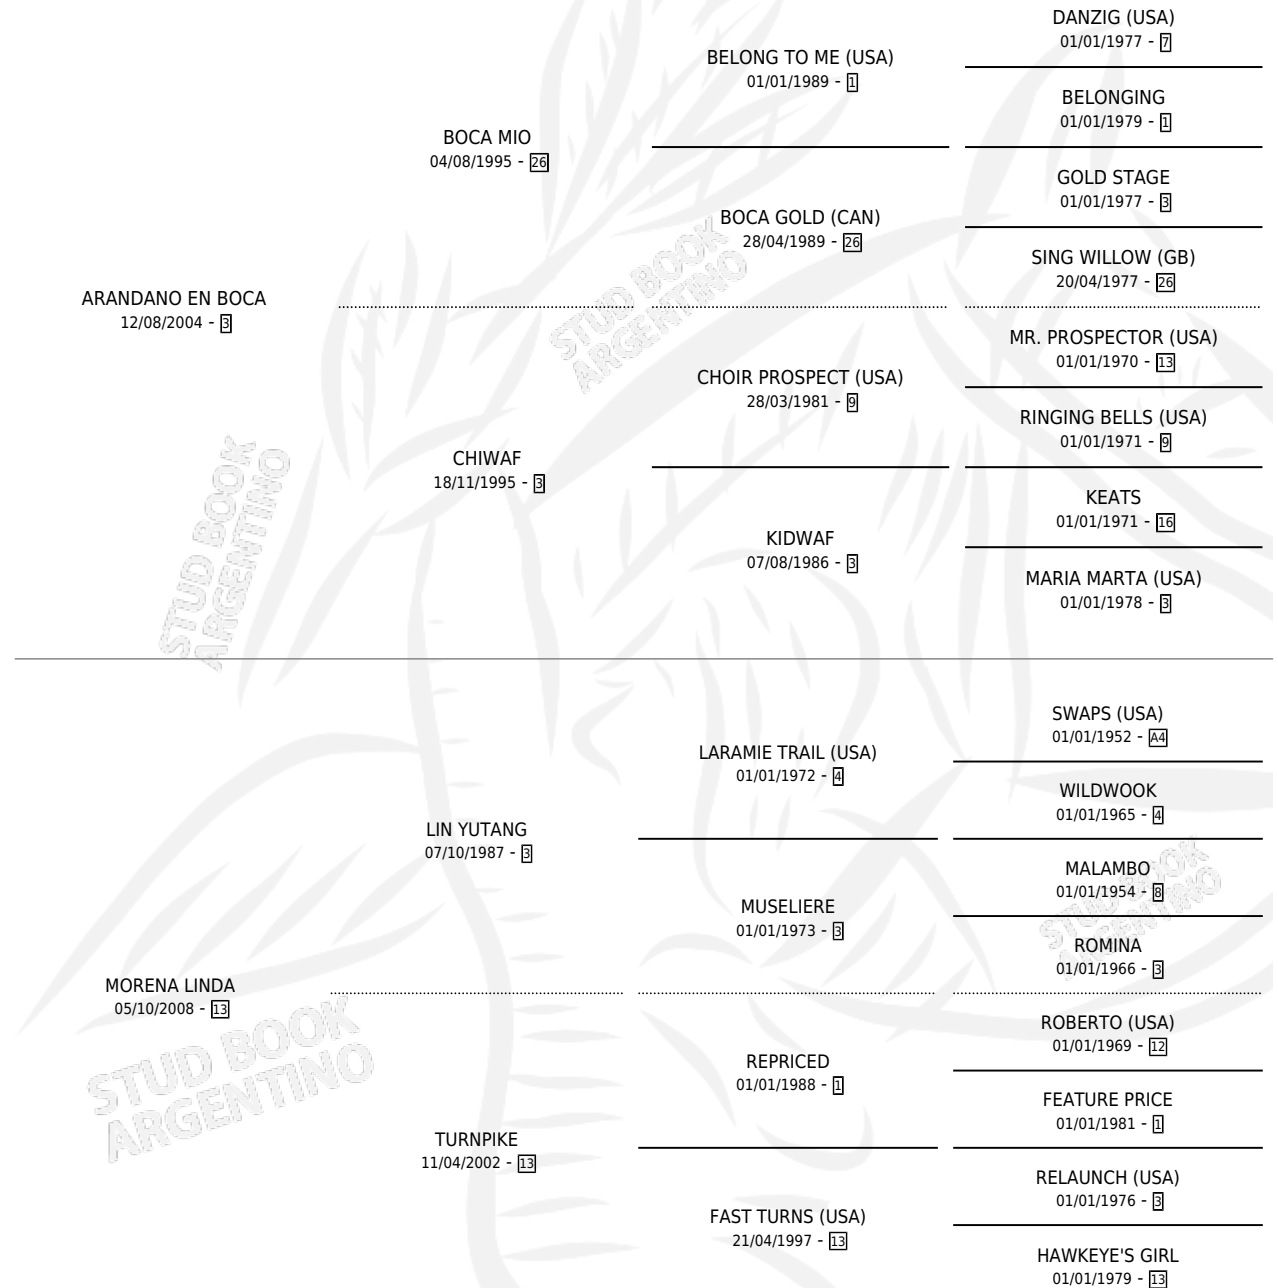 DANZIG (USA)
01/01/1977 - 7
BELONG TO ME (USA)
01/01/1989 - 1
BELONGING
01/01/1979 - 1
BOCA MIO
04/08/1995 - 26
GOLD STAGE
01/01/1977 - 3
BOCA GOLD (CAN)
28/04/1989 - 26
SING WILLOW (GB)
20/04/1977 - 26
ARANDANO EN BOCA
12/08/2004 - 3
STUD BOOK
ARGENTINO
MR. PROSPECTOR (USA)
01/01/1970 - 13
CHOIR PROSPECT (USA)
28/03/1981 - 9
RINGING BELLS (USA)
01/01/1971 - 9
CHIWAF
18/11/1995 - 3
KEATS
01/01/1971 - 16
KIDWAF
07/08/1986 - 3
MARIA MARTA (USA)
01/01/1978 - 3
STUD BOOK
ARGENTINO
SWAPS (USA)
01/01/1952 - A4
LARAMIE TRAIL (USA)
01/01/1972 - 4
WILDWOOK
01/01/1965 - 4
LIN YUTANG
07/10/1987 - 3
MALAMBO
01/01/1954 - 8
MUSELIERE
01/01/1973 - 3
STUD BOOK
ARGENTINO
ROMINA
01/01/1966 - 3
MORENA LINDA
05/10/2008 - 13
ROBERTO (USA)
01/01/1969 - 12
STUD BOOK
ARGENTINO
REPRICED
01/01/1988 - 1
FEATURE PRICE
01/01/1981 - 1
TURNPIKE
11/04/2002 - 13
RELAUNCH (USA)
01/01/1976 - 3
FAST TURNS (USA)
21/04/1997 - 13
HAWKEYE'S GIRL
01/01/1979 - 13